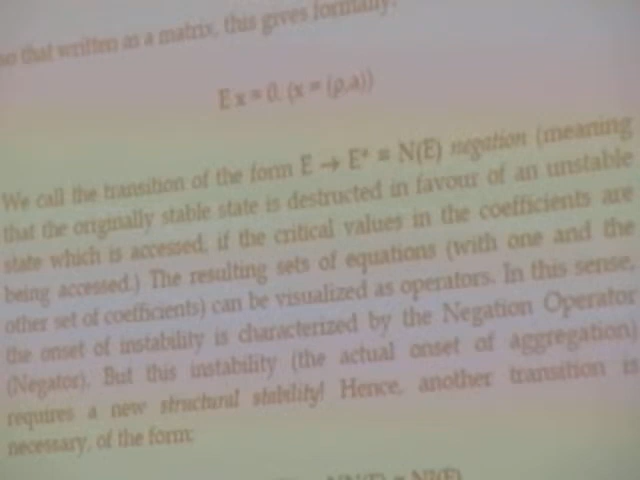 so that written as a matrix, this gives formally:
E x = 0, (x = (ρ,a))
We call the transition of the form E → E* ≡ N(E) negation (meaning
that the originally stable state is destructed in favour of an unstable
state which is accessed, if the critical values in the coefficients are
being accessed.) The resulting sets of equations (with one and the
other set of coefficients) can be visualized as operators. In this sense,
the onset of instability is characterized by the Negation Operator
(Negator). But this instability (the actual onset of aggregation)
requires a new structural stability! Hence, another transition is
necessary, of the form: